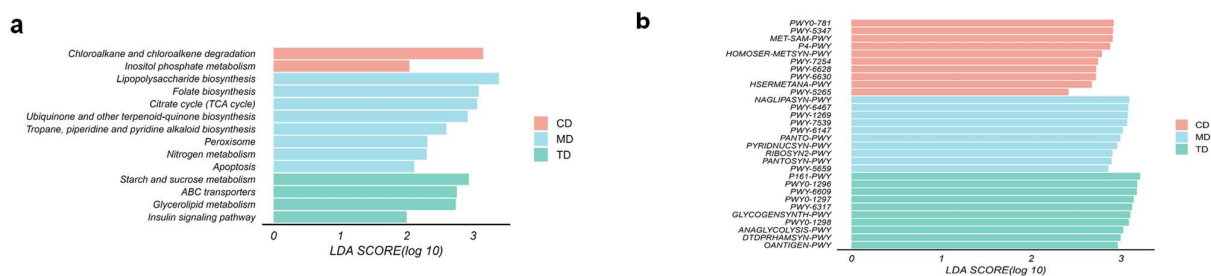 a
Chloroalkane and chloroalkene degradation
Inositol phosphate metabolism
Lipopolysaccharide biosynthesis
Folate biosynthesis
Citrate cycle (TCA cycle)
Ubiquinone and other terpenoid-quinone biosynthesis
Tropane, piperidine and pyridine alkaloid biosynthesis
Peroxisome
Nitrogen metabolism
Apoptosis
Starch and sucrose metabolism
ABC transporters
Glycerolipid metabolism
Insulin signaling pathway
0 1 2 3
LDA SCORE(log 10)
CD
MD
TD
b
PWY0-781
PWY-5347
MET-SAM-PWY
P4-PWY
HOMOSER-METSYN-PWY
PWY-7254
PWY-6628
PWY-6630
HSERMETANA-PWY
PWY-5265
NAGLIPASYN-PWY
PWY-6467
PWY-1269
PWY-7539
PWY-6147
PANTO-PWY
PYRIDNUCSYN-PWY
RIBOSYN2-PWY
PANTOSYN-PWY
PWY-5659
P161-PWY
PWY0-1296
PWY-6609
PWY0-1297
PWY-6317
GLYCOGENSYNTH-PWY
PWY0-1298
ANAGLYCOLYSIS-PWY
DTDPRHAMSYN-PWY
OANTIGEN-PWY
0 1 2 3
LDA SCORE(log 10)
CD
MD
TD